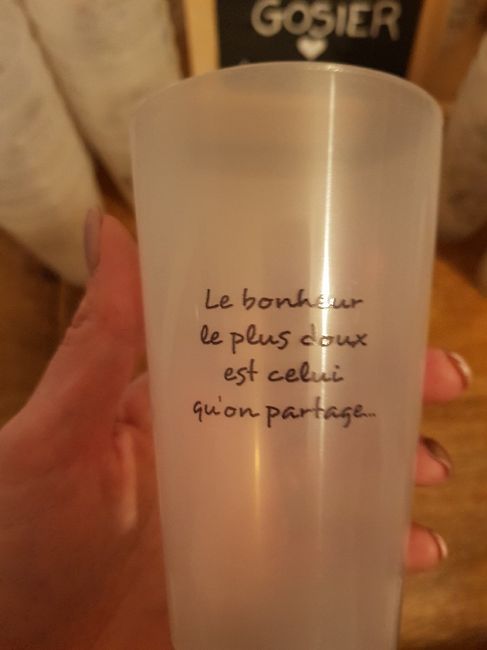 GOSIER
Le bonheur
le plus doux
est celui
qu'on partage...